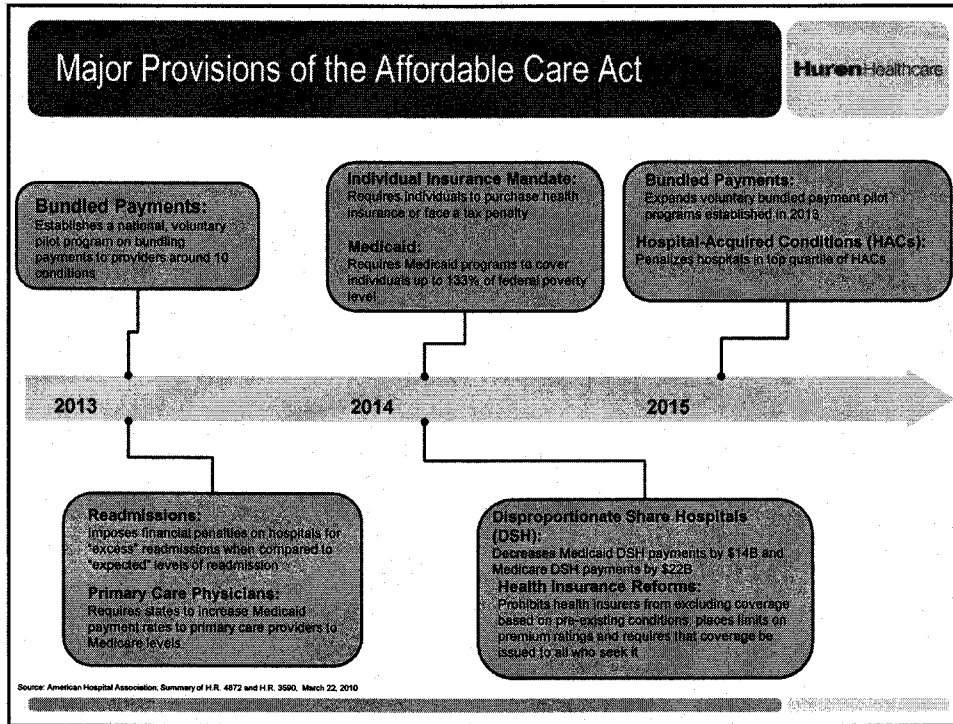 Major Provisions of the Affordable Care Act
HurenHealthcare
Bundled Payments:
Establishes a national, voluntary
pilot program on bundling
payments to providers around 10
conditions
Individual Insurance Mandate:
Requires individuals to purchase health
insurance or face a tax penalty
Medicaid:
Requires Medicaid programs to cover
individuals up to 133% of federal poverty
level
Bundled Payments:
Expands voluntary bundled payment pilot
programs established in 2013
Hospital-Acquired Conditions (HACs):
Penalizes hospitals in top quartile of HACs
2013
2014
2015
Readmissions:
Imposes financial penalties on hospitals for
"excess" readmissions when compared to
"expected" levels of readmission
Primary Care Physicians:
Requires states to increase Medicaid
payment rates to primary care providers to
Medicare levels
Disproportionate Share Hospitals
(DSH):
Decreases Medicaid DSH payments by $14B and
Medicare DSH payments by $22B
Health Insurance Reforms:
Prohibits health insurers from excluding coverage
based on pre-existing conditions, places limits on
premium ratings and requires that coverage be
issued to all who seek it
Source: American Hospital Association; Summary of H.R. 4872 and H.R. 3590, March 22, 2010